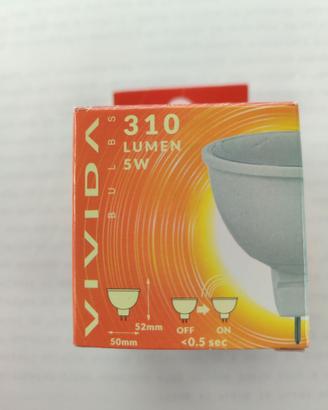 VIVIDA
BULBS
310
LUMEN
5W
52mm
50mm
OFF ON
<0.5 sec